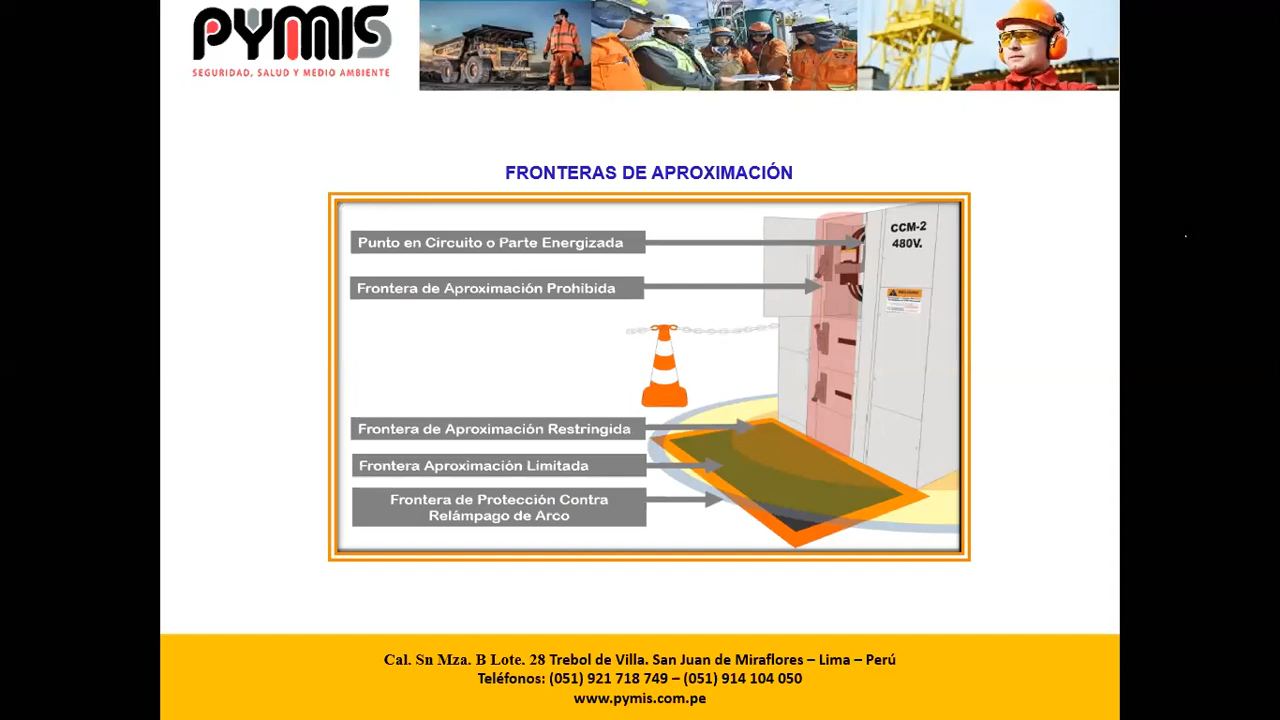 PYMIS
SEGURIDAD, SALUD Y MEDIO AMBIENTE
FRONTERAS DE APROXIMACIÓN
Punto en Circuito o Parte Energizada
Frontera de Aproximación Prohibida
CCM-2
480V.
Frontera de Aproximación Restringida
Frontera Aproximación Limitada
Frontera de Protección Contra
Relámpago de Arco
Cal. Sn Mza. B Lote. 28 Trebol de Villa. San Juan de Miraflores – Lima – Perú
Teléfonos: (051) 921 718 749 – (051) 914 104 050
www.pymis.com.pe